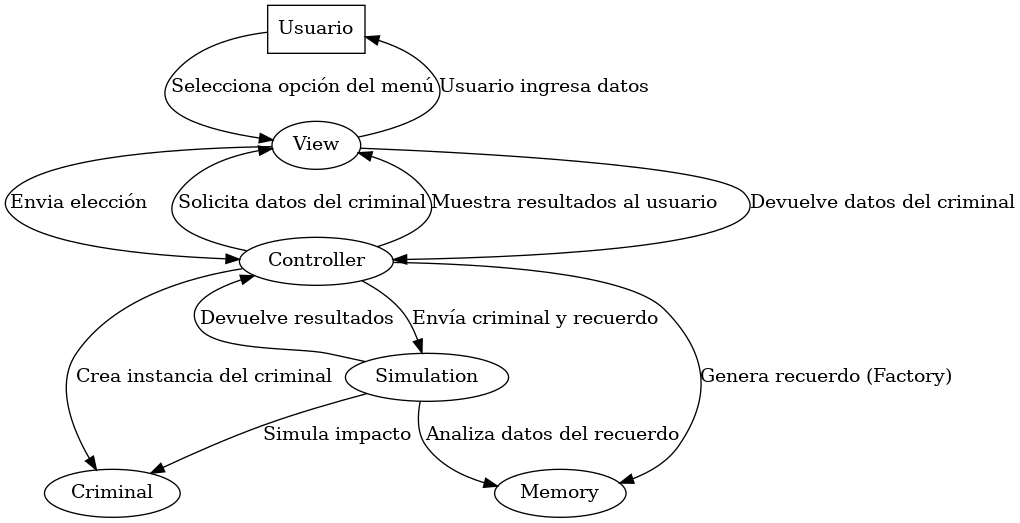 Usuario
Selecciona opción del menú
Usuario ingresa datos
View
Envia elección
Solicita datos del criminal
Muestra resultados al usuario
Devuelve datos del criminal
Controller
Devuelve resultados
Envía criminal y recuerdo
Crea instancia del criminal
Simulation
Genera recuerdo (Factory)
Simula impacto
Analiza datos del recuerdo
Criminal
Memory